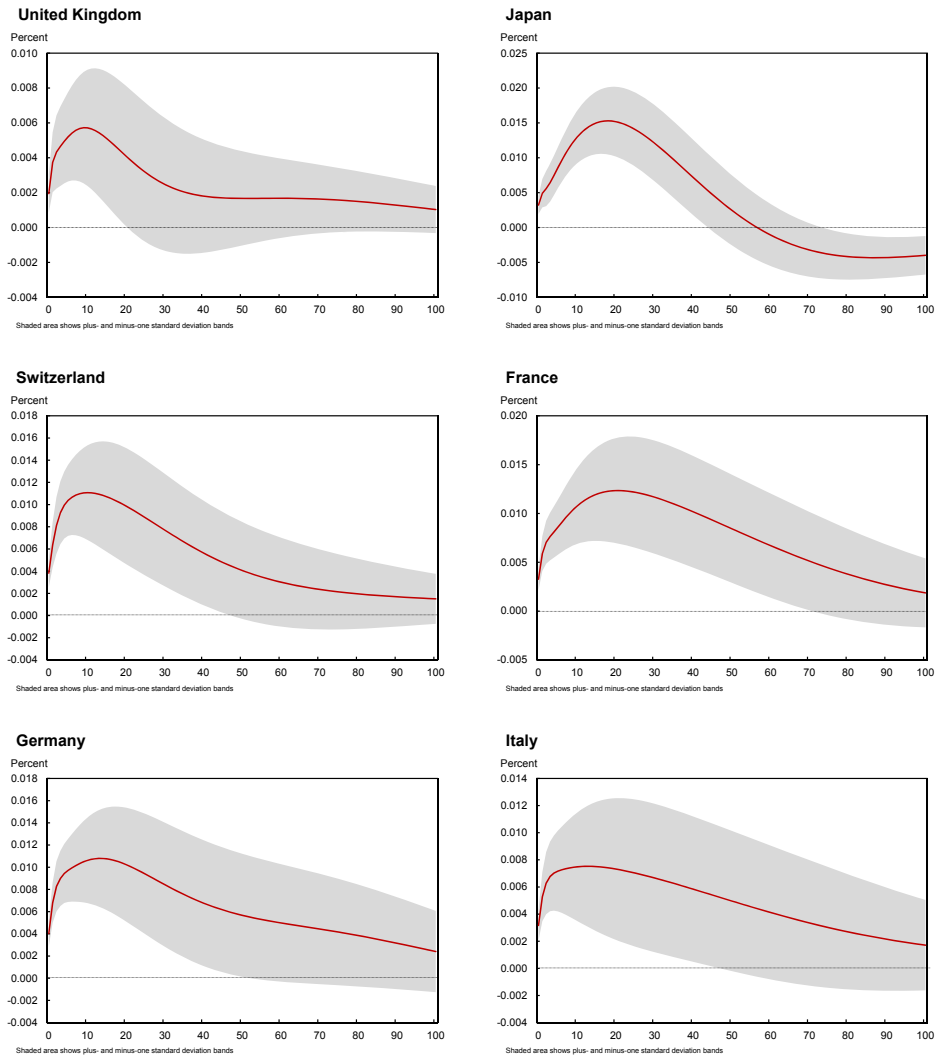 United Kingdom
Percent
0.010
0.008
0.006
0.004
0.002
0.000
-0.002
-0.004
0 10 20 30 40 50 60 70 80 90 100
Shaded area shows plus- and minus-one standard deviation bands
Japan
Percent
0.025
0.020
0.015
0.010
0.005
0.000
-0.005
-0.010
0 10 20 30 40 50 60 70 80 90 100
Shaded area shows plus- and minus-one standard deviation bands
Switzerland
Percent
0.018
0.016
0.014
0.012
0.010
0.008
0.006
0.004
0.002
0.000
-0.002
-0.004
0 10 20 30 40 50 60 70 80 90 100
Shaded area shows plus- and minus-one standard deviation bands
France
Percent
0.020
0.015
0.010
0.005
0.000
-0.005
0 10 20 30 40 50 60 70 80 90 100
Shaded area shows plus- and minus-one standard deviation bands
Germany
Percent
0.018
0.016
0.014
0.012
0.010
0.008
0.006
0.004
0.002
0.000
-0.002
-0.004
0 10 20 30 40 50 60 70 80 90 100
Shaded area shows plus- and minus-one standard deviation bands
Italy
Percent
0.014
0.012
0.010
0.008
0.006
0.004
0.002
0.000
-0.002
-0.004
0 10 20 30 40 50 60 70 80 90 100
Shaded area shows plus- and minus-one standard deviation bands